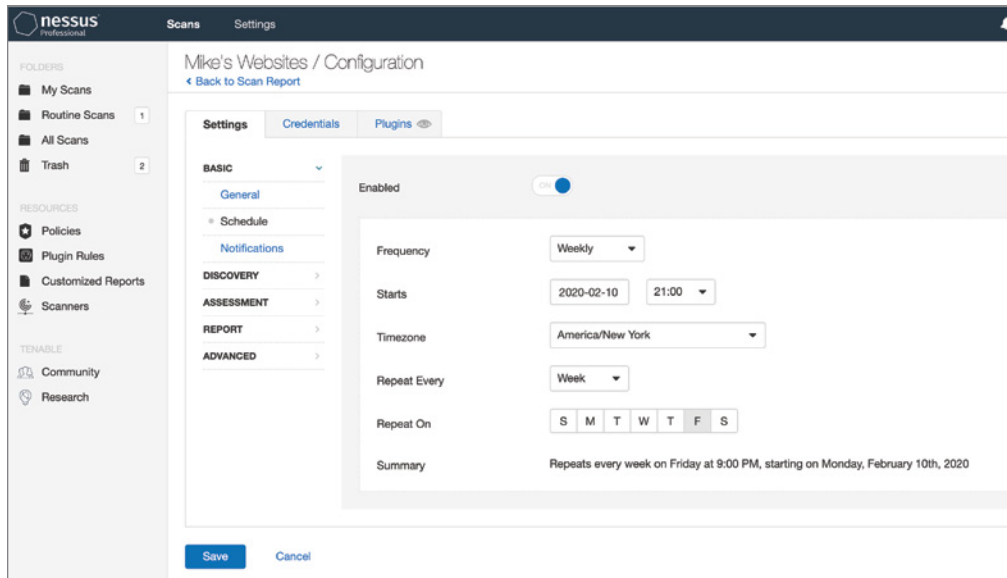 nessus
Professional
Scans
Settings
FOLDERS
My Scans
Routine Scans 1
All Scans
Trash 2
RESOURCES
Policies
Plugin Rules
Customized Reports
Scanners
TENABLE
Community
Research
Mike's Websites / Configuration
Back to Scan Report
Settings Credentials Plugins
BASIC
General
Schedule
Notifications
DISCOVERY
ASSESSMENT
REPORT
ADVANCED
Enabled ON
Frequency Weekly
Starts 2020-02-10 21:00
Timezone America/New York
Repeat Every Week
Repeat On S M T W T F S
Summary Repeats every week on Friday at 9:00 PM, starting on Monday, February 10th, 2020
Save Cancel